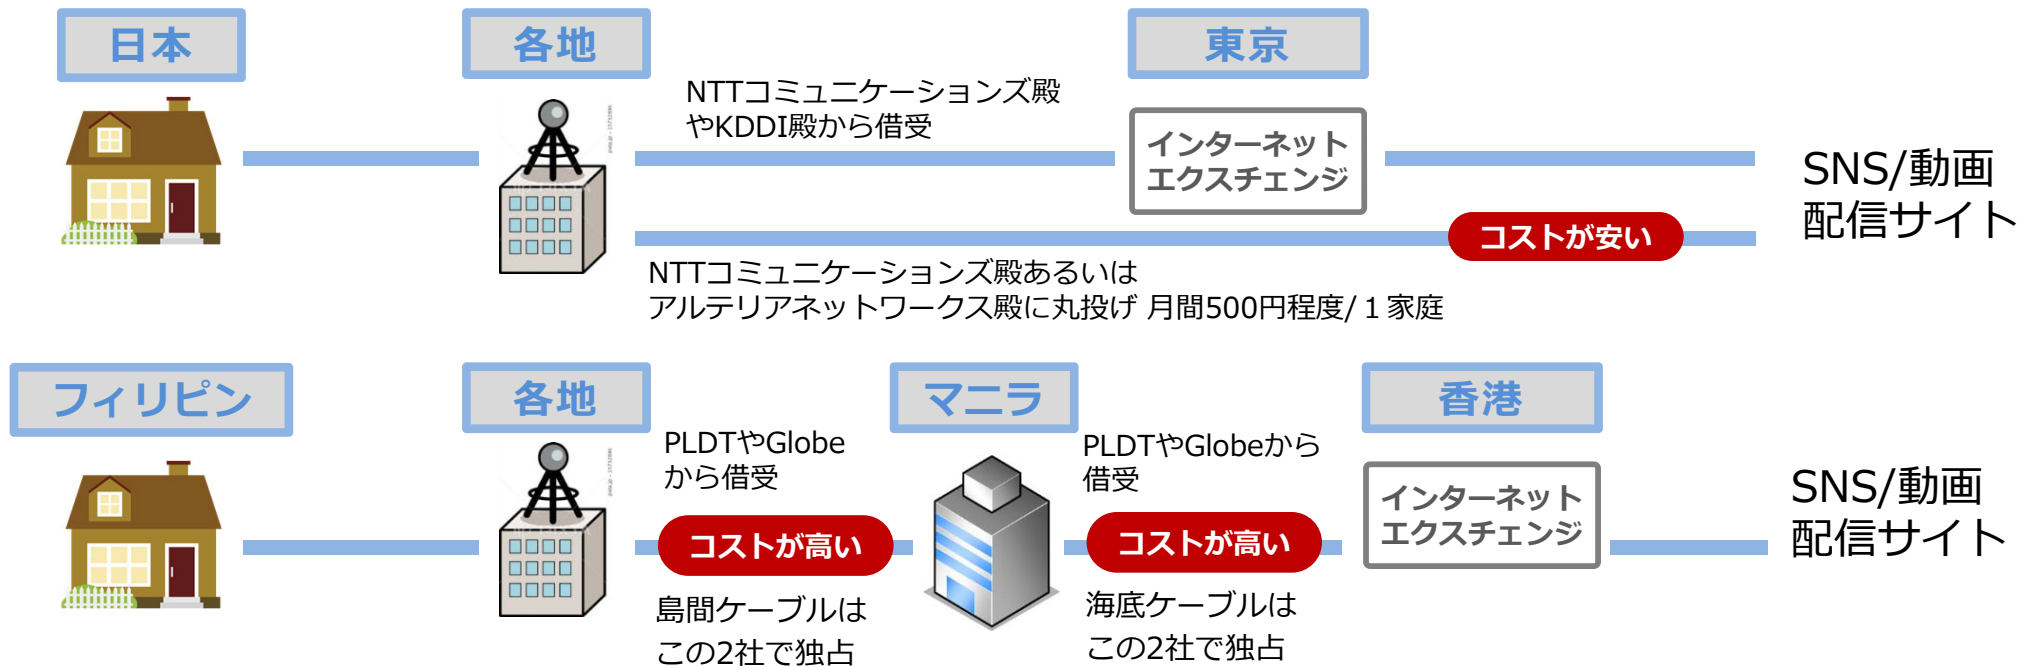 日本
各地
東京
NTTコミュニケーションズ殿
やKDDI殿から借受
インターネット
エクスチェンジ
SNS/動画
配信サイト
コストが安い
NTTコミュニケーションズ殿あるいは
アルテリアネットワークス殿に丸投げ 月間500円程度/１家庭
フィリピン
各地
マニラ
香港
PLDTやGlobe
から借受
PLDTやGlobeから
借受
コストが高い
コストが高い
インターネット
エクスチェンジ
SNS/動画
配信サイト
島間ケーブルは
この2社で独占
海底ケーブルは
この2社で独占